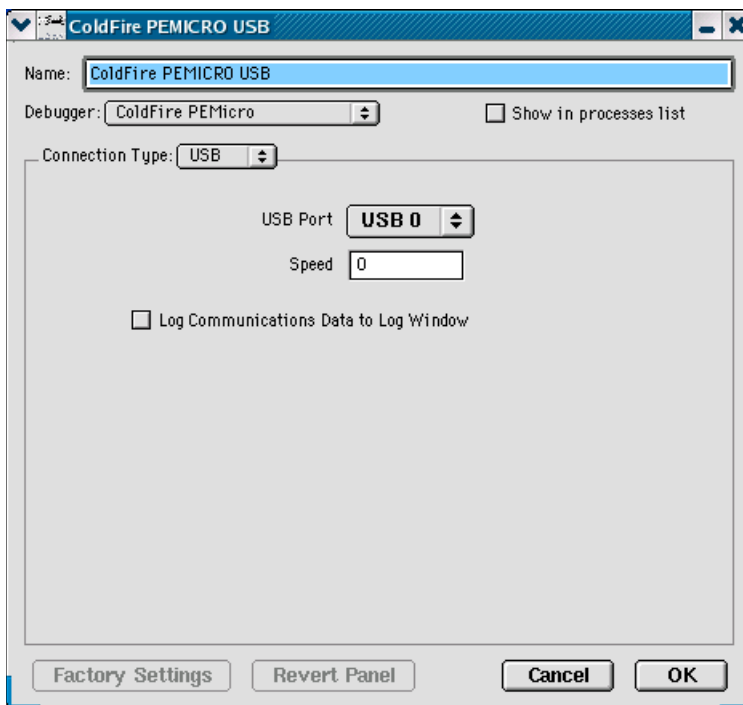 ColdFire PEMICRO USB
Name: ColdFire PEMICRO USB
Debugger: ColdFire PEMicro Show in processes list
Connection Type: USB
USB Port USB 0
Speed 0
Log Communications Data to Log Window
Factory Settings Revert Panel Cancel OK